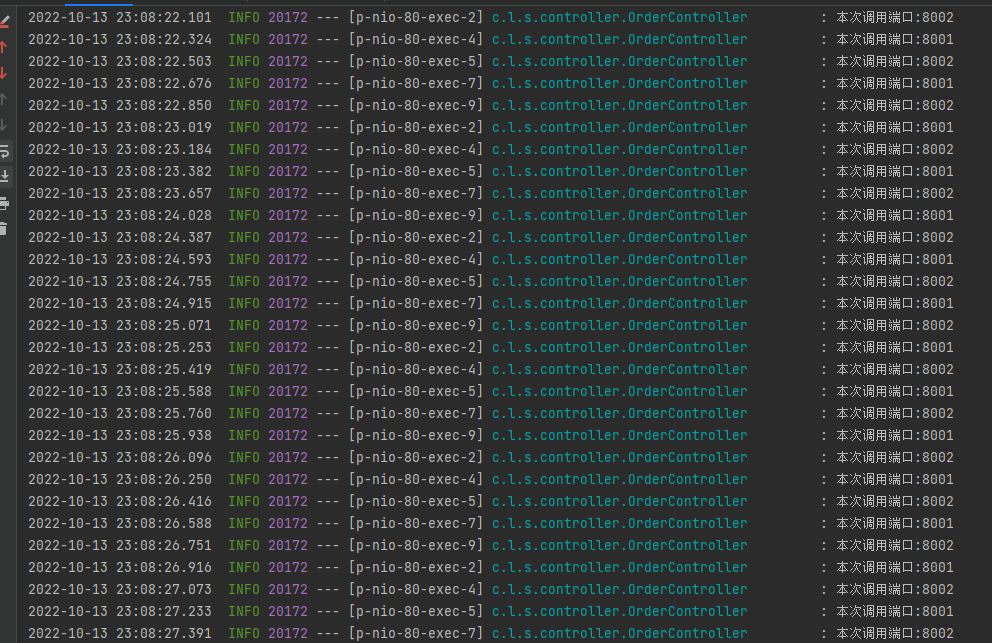 2022-10-13 23:08:22.101  INFO 20172 --- [p-nio-80-exec-2] c.l.s.controller.OrderController         : 本次调用端口:8002
2022-10-13 23:08:22.324  INFO 20172 --- [p-nio-80-exec-4] c.l.s.controller.OrderController         : 本次调用端口:8001
2022-10-13 23:08:22.503  INFO 20172 --- [p-nio-80-exec-5] c.l.s.controller.OrderController         : 本次调用端口:8002
2022-10-13 23:08:22.676  INFO 20172 --- [p-nio-80-exec-7] c.l.s.controller.OrderController         : 本次调用端口:8001
2022-10-13 23:08:22.850  INFO 20172 --- [p-nio-80-exec-9] c.l.s.controller.OrderController         : 本次调用端口:8002
2022-10-13 23:08:23.019  INFO 20172 --- [p-nio-80-exec-2] c.l.s.controller.OrderController         : 本次调用端口:8001
2022-10-13 23:08:23.184  INFO 20172 --- [p-nio-80-exec-4] c.l.s.controller.OrderController         : 本次调用端口:8002
2022-10-13 23:08:23.382  INFO 20172 --- [p-nio-80-exec-5] c.l.s.controller.OrderController         : 本次调用端口:8001
2022-10-13 23:08:23.657  INFO 20172 --- [p-nio-80-exec-7] c.l.s.controller.OrderController         : 本次调用端口:8002
2022-10-13 23:08:24.028  INFO 20172 --- [p-nio-80-exec-9] c.l.s.controller.OrderController         : 本次调用端口:8001
2022-10-13 23:08:24.387  INFO 20172 --- [p-nio-80-exec-2] c.l.s.controller.OrderController         : 本次调用端口:8002
2022-10-13 23:08:24.593  INFO 20172 --- [p-nio-80-exec-4] c.l.s.controller.OrderController         : 本次调用端口:8001
2022-10-13 23:08:24.755  INFO 20172 --- [p-nio-80-exec-5] c.l.s.controller.OrderController         : 本次调用端口:8002
2022-10-13 23:08:24.915  INFO 20172 --- [p-nio-80-exec-7] c.l.s.controller.OrderController         : 本次调用端口:8001
2022-10-13 23:08:25.071  INFO 20172 --- [p-nio-80-exec-9] c.l.s.controller.OrderController         : 本次调用端口:8002
2022-10-13 23:08:25.253  INFO 20172 --- [p-nio-80-exec-2] c.l.s.controller.OrderController         : 本次调用端口:8001
2022-10-13 23:08:25.419  INFO 20172 --- [p-nio-80-exec-4] c.l.s.controller.OrderController         : 本次调用端口:8002
2022-10-13 23:08:25.588  INFO 20172 --- [p-nio-80-exec-5] c.l.s.controller.OrderController         : 本次调用端口:8001
2022-10-13 23:08:25.760  INFO 20172 --- [p-nio-80-exec-7] c.l.s.controller.OrderController         : 本次调用端口:8002
2022-10-13 23:08:25.938  INFO 20172 --- [p-nio-80-exec-9] c.l.s.controller.OrderController         : 本次调用端口:8001
2022-10-13 23:08:26.096  INFO 20172 --- [p-nio-80-exec-2] c.l.s.controller.OrderController         : 本次调用端口:8002
2022-10-13 23:08:26.250  INFO 20172 --- [p-nio-80-exec-4] c.l.s.controller.OrderController         : 本次调用端口:8001
2022-10-13 23:08:26.416  INFO 20172 --- [p-nio-80-exec-5] c.l.s.controller.OrderController         : 本次调用端口:8002
2022-10-13 23:08:26.588  INFO 20172 --- [p-nio-80-exec-7] c.l.s.controller.OrderController         : 本次调用端口:8001
2022-10-13 23:08:26.751  INFO 20172 --- [p-nio-80-exec-9] c.l.s.controller.OrderController         : 本次调用端口:8002
2022-10-13 23:08:26.916  INFO 20172 --- [p-nio-80-exec-2] c.l.s.controller.OrderController         : 本次调用端口:8001
2022-10-13 23:08:27.073  INFO 20172 --- [p-nio-80-exec-4] c.l.s.controller.OrderController         : 本次调用端口:8002
2022-10-13 23:08:27.233  INFO 20172 --- [p-nio-80-exec-5] c.l.s.controller.OrderController         : 本次调用端口:8001
2022-10-13 23:08:27.391  INFO 20172 --- [p-nio-80-exec-7] c.l.s.controller.OrderController         : 本次调用端口:8002